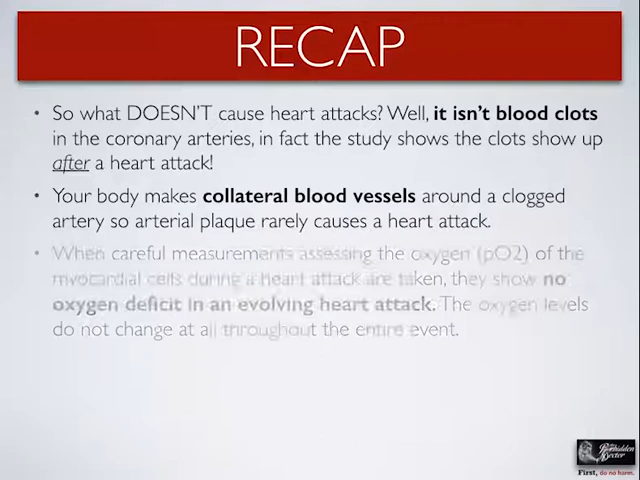 RECAP
• So what DOESN'T cause heart attacks? Well, it isn't blood clots
in the coronary arteries, in fact the study shows the clots show up
after a heart attack!
• Your body makes collateral blood vessels around a clogged
artery so arterial plaque rarely causes a heart attack.
• When careful measurements assessing the oxygen (pO2) of the
myocardial cells during a heart attack are taken, they show no
oxygen deficit in an evolving heart attack. The oxygen levels
do not change at all throughout the entire event.
Forbidden
Doctor
First, do no harm.